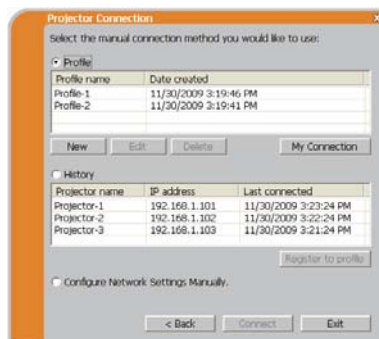 Projector Connection
x
Select the manual connection method you would like to use:
Profile
Profile name Date created
Profile-1 11/30/2009 3:19:46 PM
Profile-2 11/30/2009 3:19:41 PM
New Edit Delete My Connection
History
Projector name IP address Last connected
Projector-1 192.168.1.101 11/30/2009 3:23:24 PM
Projector-2 192.168.1.102 11/30/2009 3:22:24 PM
Projector-3 192.168.1.103 11/30/2009 3:21:24 PM
Register to profile
Configure Network Settings Manually.
< Back Connect Exit